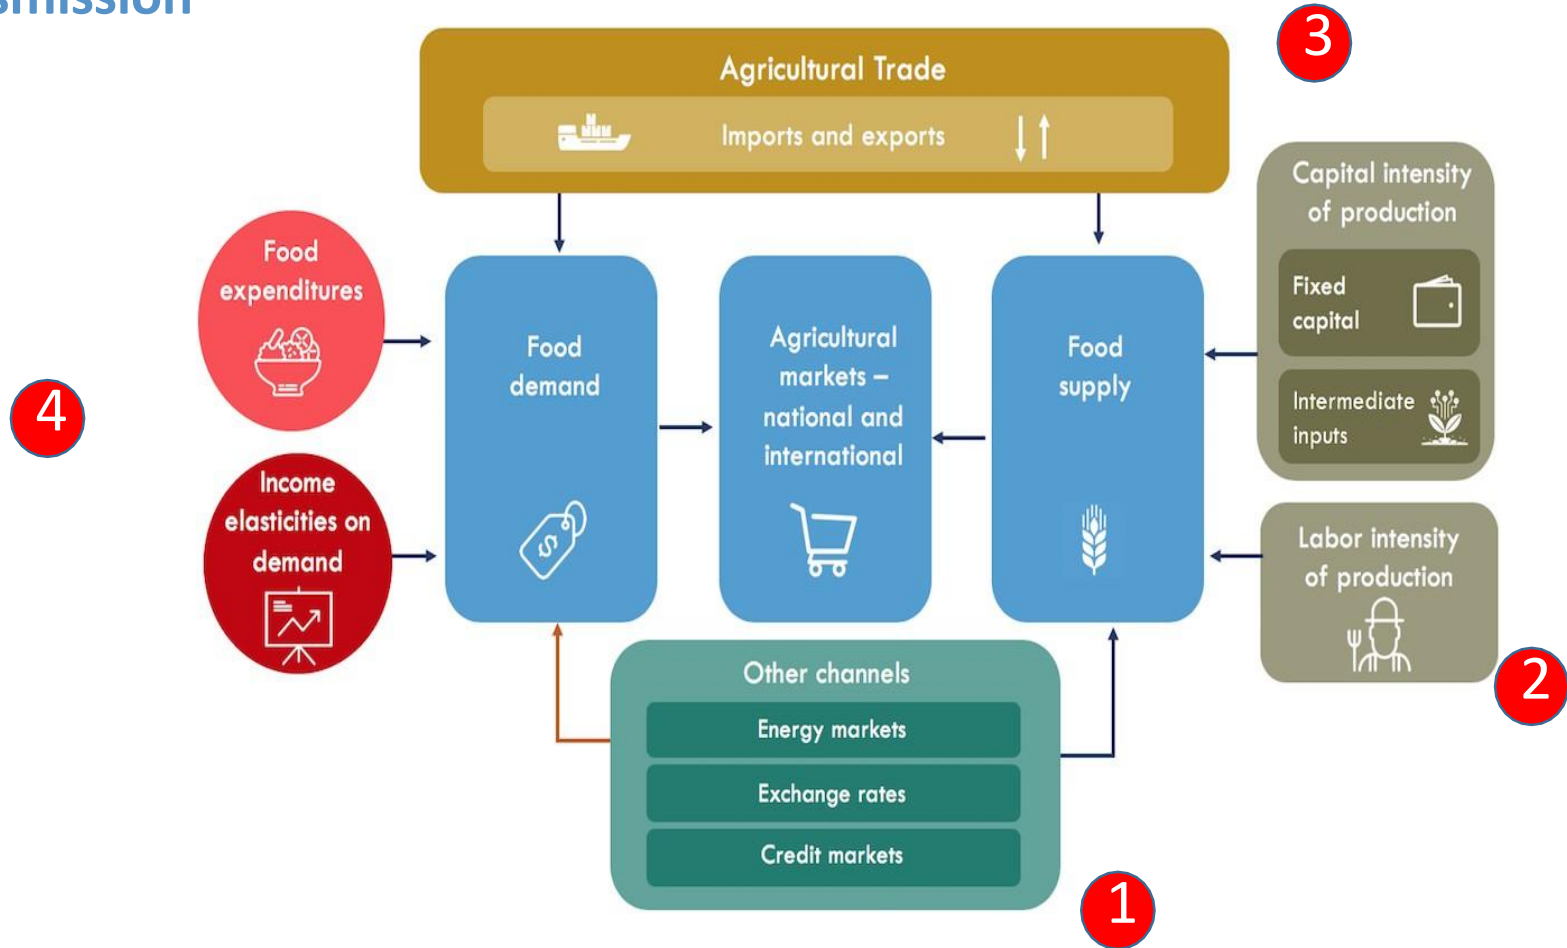 smission
3
Agricultural Trade
Imports and exports
Capital intensity
of production
Fixed
capital
Intermediate
inputs
Food
expenditures
Food
demand
Agricultural
markets –
national and
international
Food
supply
4
Income
elasticities on
demand
$
Labor intensity
of production
2
Other channels
Energy markets
Exchange rates
Credit markets
1